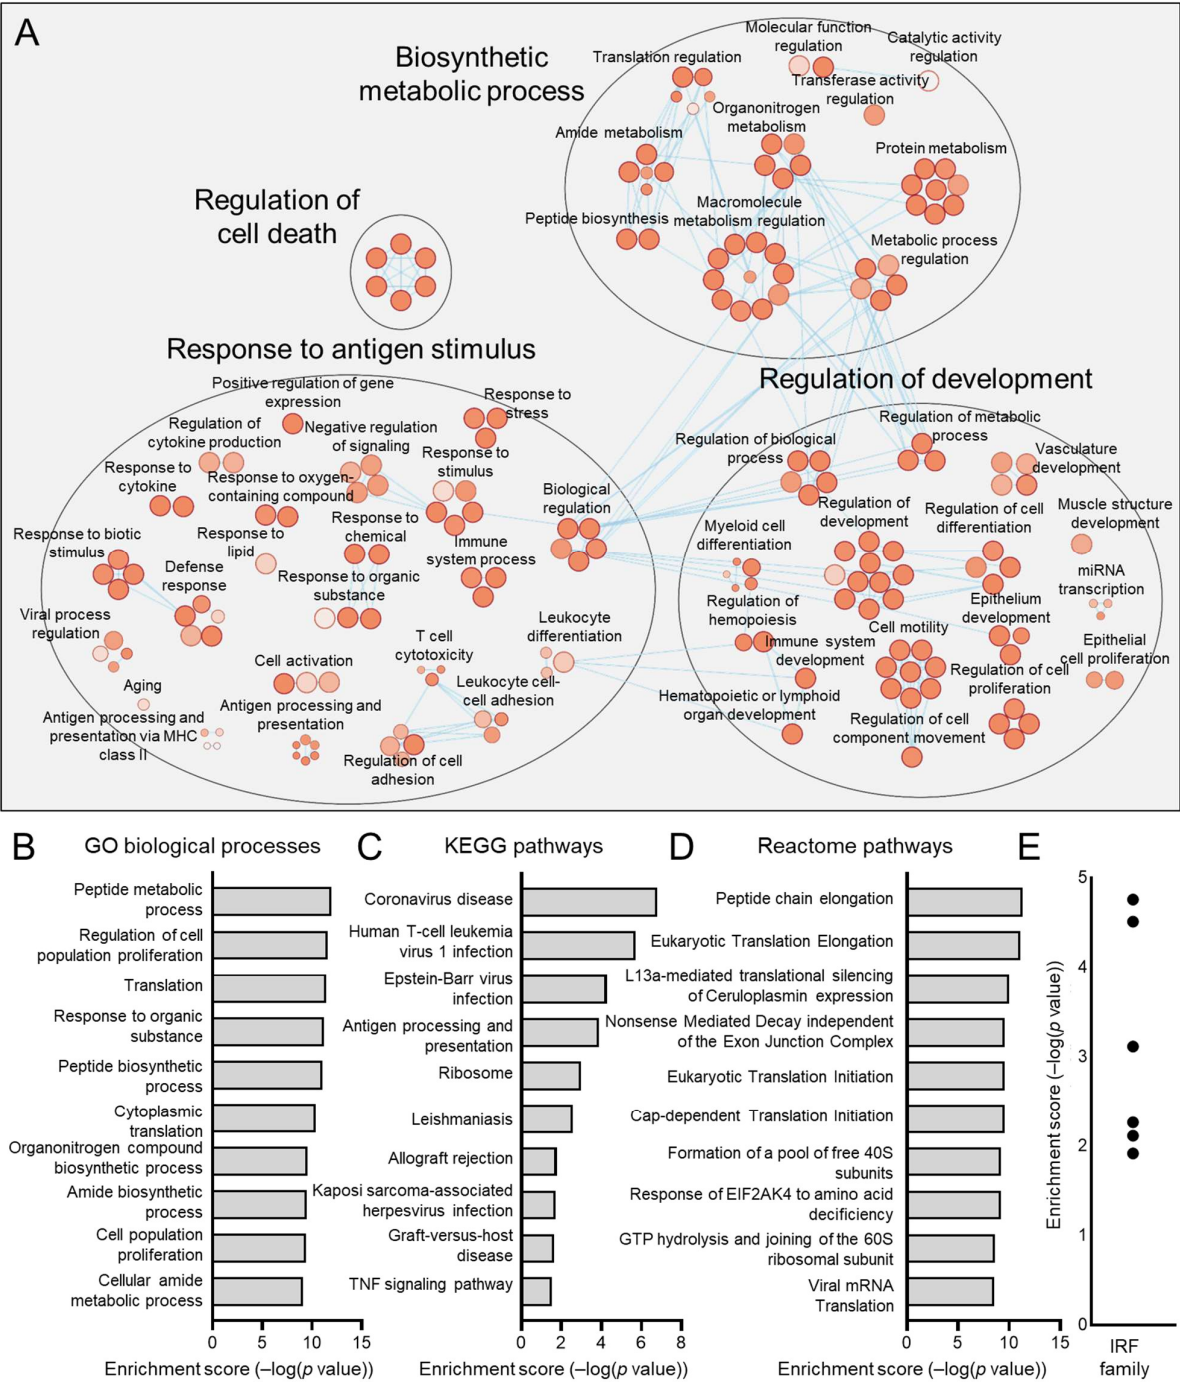 A
Biosynthetic
metabolic process
Molecular function
regulation
Catalytic activity
regulation
Translation regulation
Transferase activity
regulation
Organonitrogen
metabolism
Amide metabolism
Protein metabolism
Regulation of
cell death
Macromolecule
metabolism regulation
Peptide biosynthesis
Metabolic process
regulation
Response to antigen stimulus
Regulation of development
Positive regulation of gene
expression
Response to
stress
Regulation of
cytokine production
Negative regulation
of signaling
Response to
stimulus
Response to
cytokine
Response to oxygen-
containing compound
Biological
regulation
Response to
chemical
Response to biotic
stimulus
Response to
lipid
Immune
system process
Defense
response
Response to organic
substance
Viral process
regulation
T cell
cytotoxicity
Leukocyte
differentiation
Cell activation
Leukocyte cell-
cell adhesion
Aging
Antigen processing and
presentation
Antigen processing and
presentation via MHC
class II
Regulation of cell
adhesion
Regulation of metabolic
process
Regulation of biological
process
Vasculature
development
Regulation of
development
Regulation of cell
differentiation
Muscle structure
development
Myeloid cell
differentiation
miRNA
transcription
Regulation of
hemopoiesis
Epithelium
development
Cell motility
Immune system
development
Epithelial
cell proliferation
Regulation of cell
proliferation
Hematopoietic or lymphoid
organ development
Regulation of cell
component movement
B
GO biological processes
Peptide metabolic
process
Regulation of cell
population proliferation
Translation
Response to organic
substance
Peptide biosynthetic
process
Cytoplasmic
translation
Organonitrogen compound
biosynthetic process
Amide biosynthetic
process
Cell population
proliferation
Cellular amide
metabolic process
0 5 10 15
Enrichment score (–log(p value))
C
KEGG pathways
Coronavirus disease
Human T-cell leukemia
virus 1 infection
Epstein-Barr virus
infection
Antigen processing and
presentation
Ribosome
Leishmaniasis
Allograft rejection
Kaposi sarcoma-associated
herpesvirus infection
Graft-versus-host
disease
TNF signaling pathway
0 2 4 6 8
Enrichment score (–log(p value))
D
Reactome pathways
Peptide chain elongation
Eukaryotic Translation Elongation
L13a-mediated translational silencing
of Ceruloplasmin expression
Nonsense Mediated Decay independent
of the Exon Junction Complex
Eukaryotic Translation Initiation
Cap-dependent Translation Initiation
Formation of a pool of free 40S
subunits
Response of EIF2AK4 to amino acid
decificiency
GTP hydrolysis and joining of the 60S
ribosomal subunit
Viral mRNA
Translation
0 5 10 15
Enrichment score (–log(p value))
E
Enrichment score (–log(p value))
5
4
3
2
1
0
IRF
family